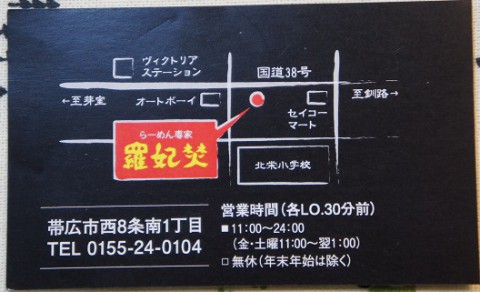 ヴィクトリア
ステーション
国道38号
←至芽室
オートボーイ
セイコー
マート
至釧路→
らーめん専家
羅妃焚
北栄小学校
帯広市西8条南1丁目
TEL 0155-24-0104
営業時間(各LO.30分前)
■11:00~24:00
(金・土曜11:00~翌1:00)
□無休(年末年始は除く)